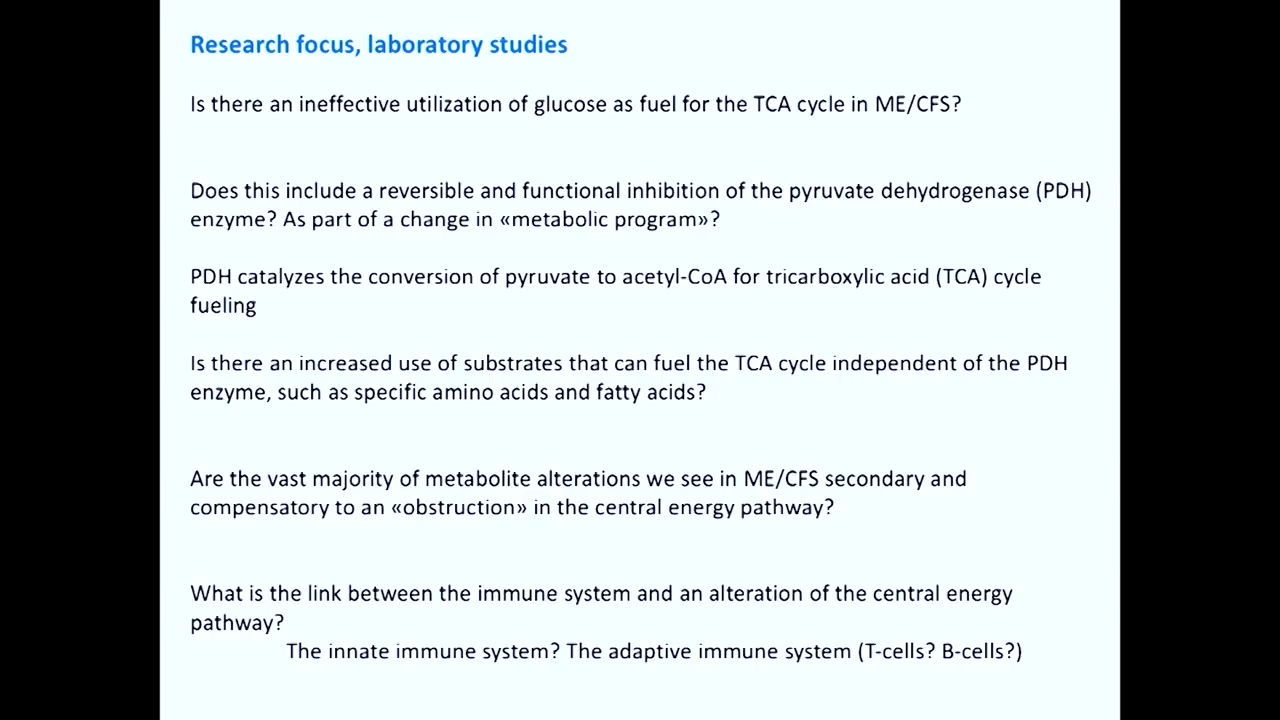 Research focus, laboratory studies
Is there an ineffective utilization of glucose as fuel for the TCA cycle in ME/CFS?
Does this include a reversible and functional inhibition of the pyruvate dehydrogenase (PDH)
enzyme? As part of a change in «metabolic program»?
PDH catalyzes the conversion of pyruvate to acetyl-CoA for tricarboxylic acid (TCA) cycle
fueling
Is there an increased use of substrates that can fuel the TCA cycle independent of the PDH
enzyme, such as specific amino acids and fatty acids?
Are the vast majority of metabolite alterations we see in ME/CFS secondary and
compensatory to an «obstruction» in the central energy pathway?
What is the link between the immune system and an alteration of the central energy
pathway?
The innate immune system? The adaptive immune system (T-cells? B-cells?)